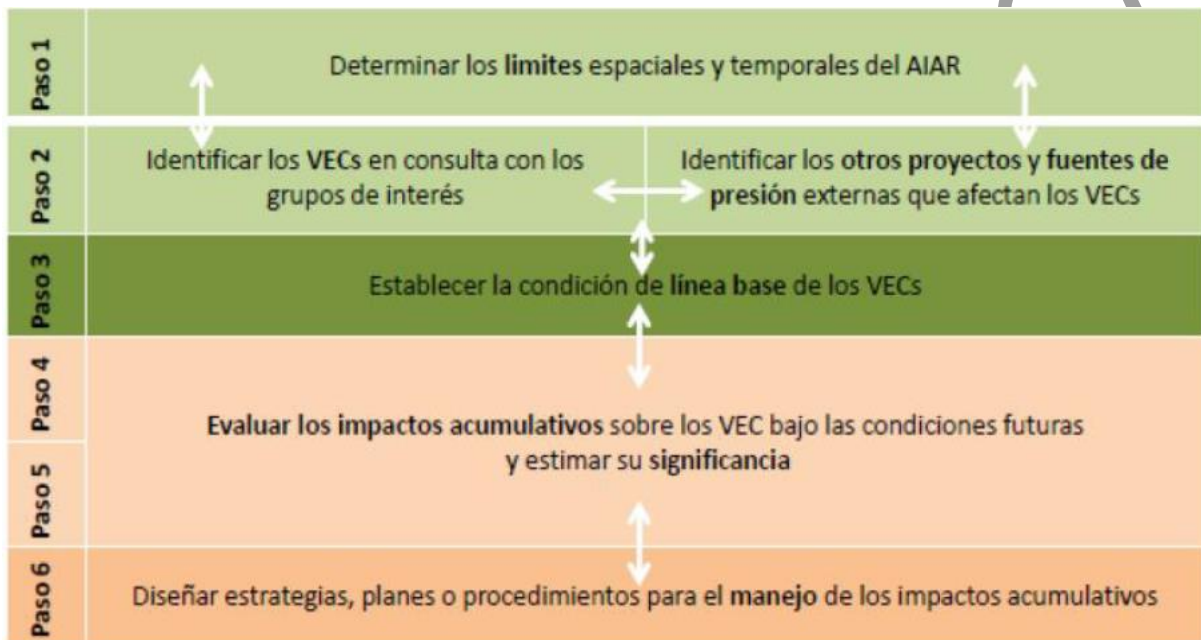 Paso 1
Determinar los limites espaciales y temporales del AIAR
Paso 2
Identificar los VECs en consulta con los
grupos de interés
Identificar los otros proyectos y fuentes de
presión externas que afectan los VECs
Paso 3
Establecer la condición de línea base de los VECs
Paso 4
Evaluar los impactos acumulativos sobre los VEC bajo las condiciones futuras
y estimar su significancia
Paso 5
Paso 6
Diseñar estrategias, planes o procedimientos para el manejo de los impactos acumulativos